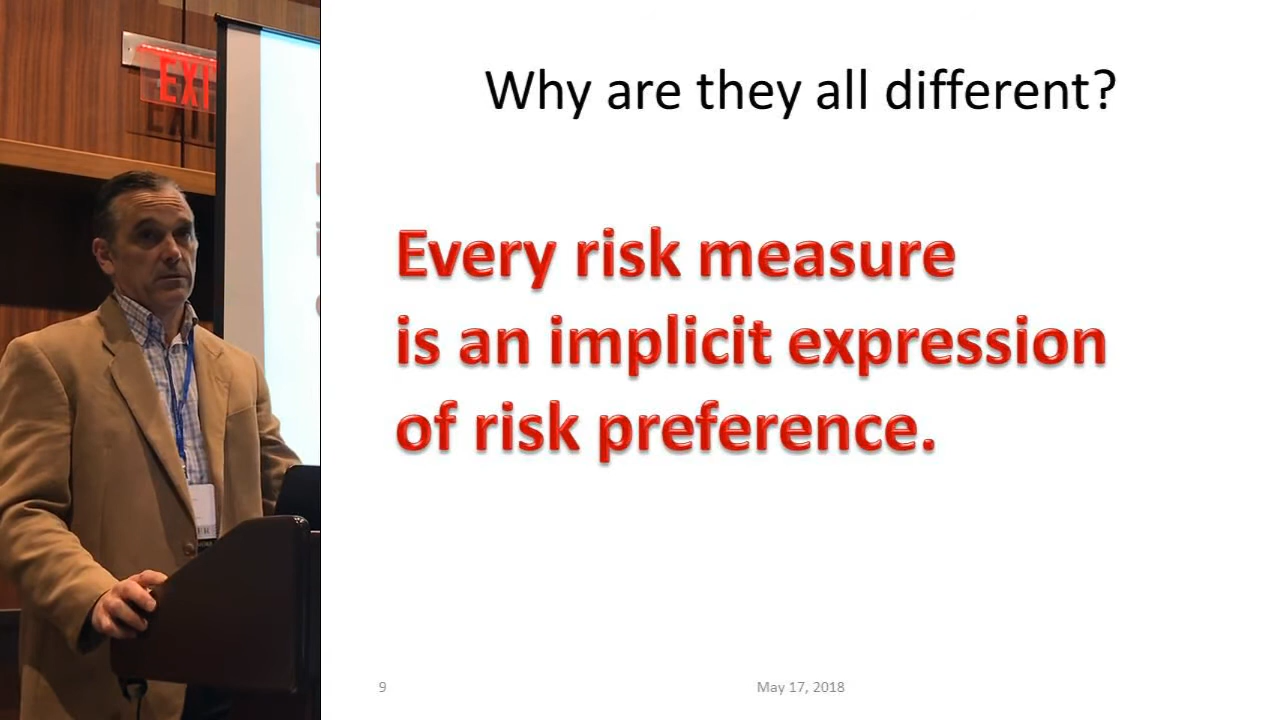 EXIT
Why are they all different?
Every risk measure
is an implicit expression
of risk preference.
9
May 17, 2018